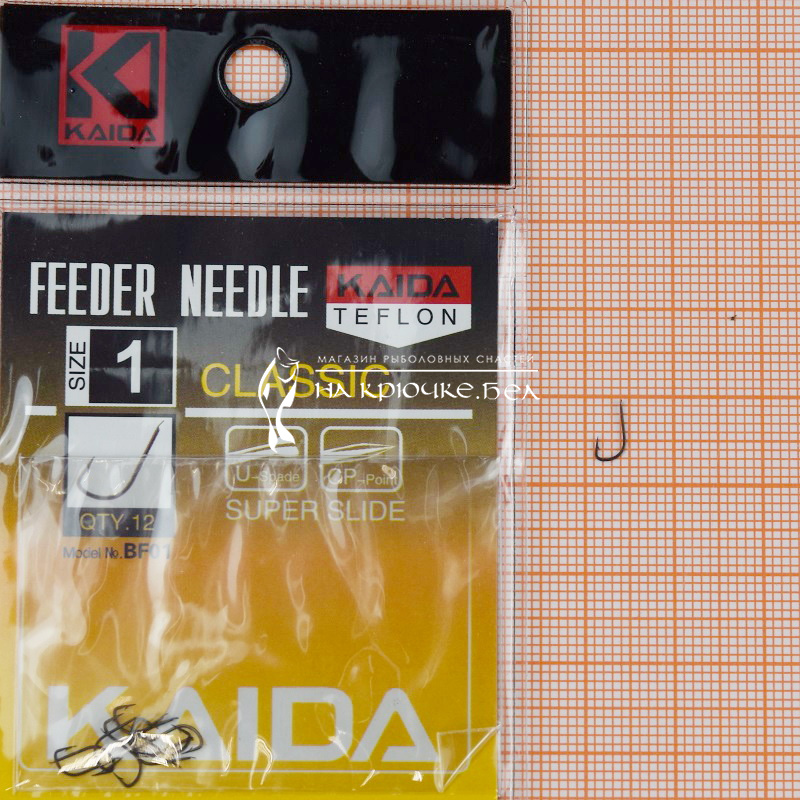 KAIDA
FEEDER NEEDLE
KAIDA
TEFLON
SIZE 1
CLASSIC
МАГАЗИН РЫБОЛОВНЫХ СНАСТЕЙ
НА КРЮЧКЕ.БЕЛ
U-Spade
CP-Point
SUPER SLIDE
QTY.12
Model №.BF01
KAIDA